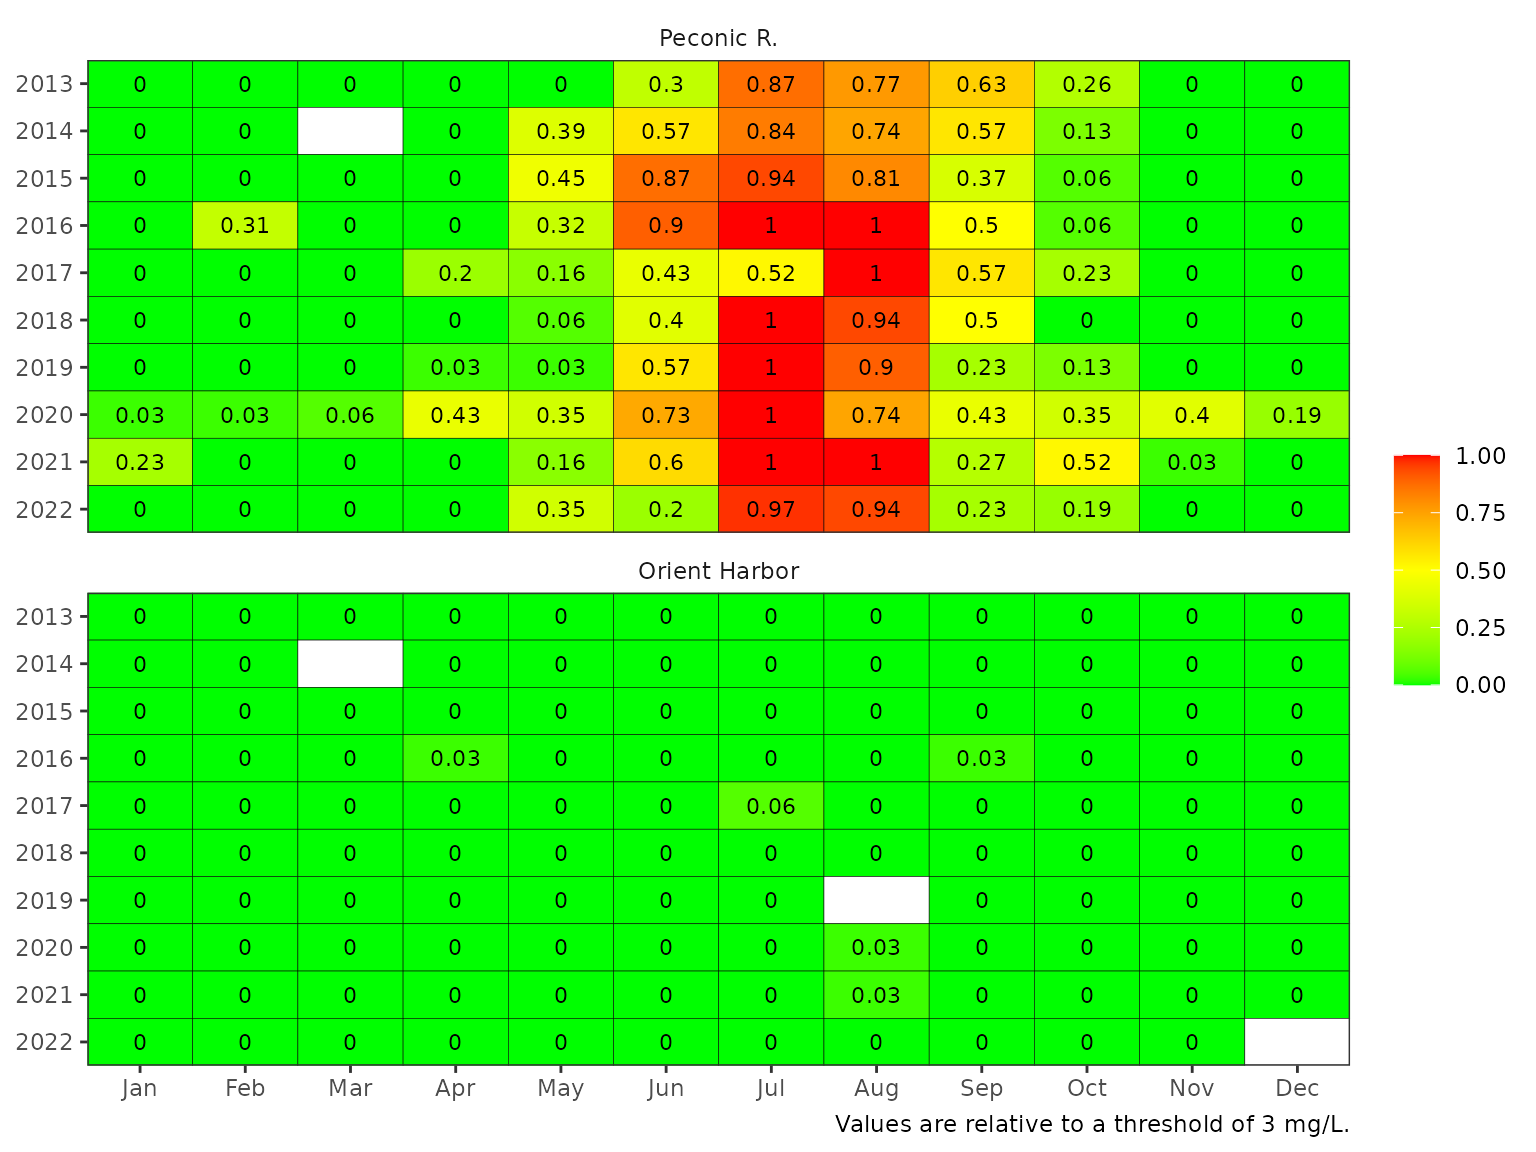 Peconic R.
2013 0 0 0 0 0 0.3 0.87 0.77 0.63 0.26 0 0
2014 0 0 0 0.39 0.57 0.84 0.74 0.57 0.13 0 0
2015 0 0 0 0 0.45 0.87 0.94 0.81 0.37 0.06 0 0
2016 0 0.31 0 0 0.32 0.9 1 1 0.5 0.06 0 0
2017 0 0 0 0.2 0.16 0.43 0.52 1 0.57 0.23 0 0
2018 0 0 0 0 0.06 0.4 1 0.94 0.5 0 0 0
2019 0 0 0 0.03 0.03 0.57 1 0.9 0.23 0.13 0 0
2020 0.03 0.03 0.06 0.43 0.35 0.73 1 0.74 0.43 0.35 0.4 0.19
2021 0.23 0 0 0 0.16 0.6 1 1 0.27 0.52 0.03 0
2022 0 0 0 0 0.35 0.2 0.97 0.94 0.23 0.19 0 0
Orient Harbor
2013 0 0 0 0 0 0 0 0 0 0 0 0
2014 0 0 0 0 0 0 0 0 0 0 0
2015 0 0 0 0 0 0 0 0 0 0 0 0
2016 0 0 0 0.03 0 0 0 0 0.03 0 0 0
2017 0 0 0 0 0 0 0.06 0 0 0 0 0
2018 0 0 0 0 0 0 0 0 0 0 0 0
2019 0 0 0 0 0 0 0 0 0 0 0
2020 0 0 0 0 0 0 0 0.03 0 0 0 0
2021 0 0 0 0 0 0 0 0.03 0 0 0 0
2022 0 0 0 0 0 0 0 0 0 0 0
Jan Feb Mar Apr May Jun Jul Aug Sep Oct Nov Dec
Values are relative to a threshold of 3 mg/L.
1.00
0.75
0.50
0.25
0.00